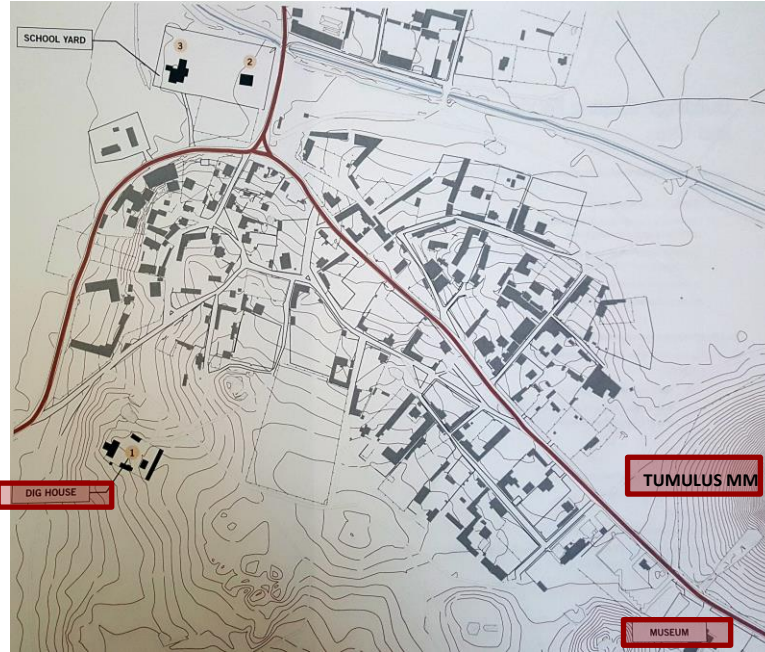 SCHOOL YARD
3
2
1
DIG HOUSE
TUMULUS MM
MUSEUM